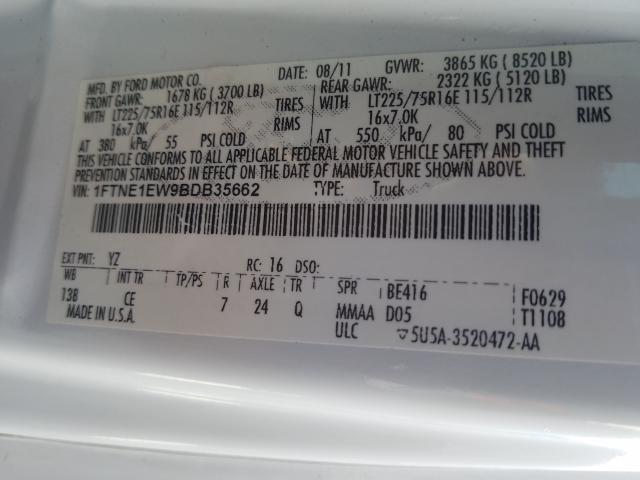 MFD. BY FORD MOTOR CO. DATE: 08/11 GVWR: 3865 KG ( 8520 LB)
FRONT GAWR: 1678 KG ( 3700 LB) REAR GAWR: 2322 KG ( 5120 LB)
WITH LT225/75R16E 115/112R TIRES WITH LT225/75R16E 115/112R TIRES
16x7.0K RIMS 16x7.0K RIMS
AT 380 kPa/ 55 PSI COLD AT 550 kPa/ 80 PSI COLD
THIS VEHICLE CONFORMS TO ALL APPLICABLE FEDERAL MOTOR VEHICLE SAFETY AND THEFT
PREVENTION STANDARDS IN EFFECT ON THE DATE OF MANUFACTURE SHOWN ABOVE.
VIN: 1FTNE1EW9BDB35662 TYPE: Truck
EXT PNT: YZ RC: 16 DSO:
WB INT TR TP/PS R AXLE TR SPR BE416 F0629
138 CE 7 24 Q MMAA D05 T1108
MADE IN U.S.A. ULC 5U5A-3520472-AA